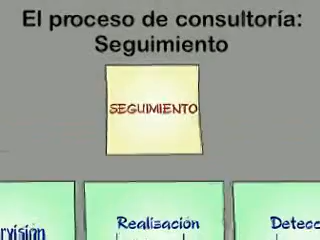 El proceso de consultoría:
Seguimiento
SEGUIMIENTO
Realización